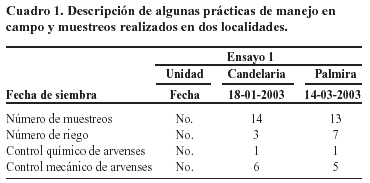 Cuadro 1. Descripción de algunas prácticas de manejo en
campo y muestreos realizados en dos localidades.
Ensayo 1
Unidad Candelaria Palmira
Fecha de siembra Fecha 18-01-2003 14-03-2003
Número de muestreos No. 14 13
Número de riego No. 3 7
Control químico de arvenses No. 1 1
Control mecánico de arvenses No. 6 5